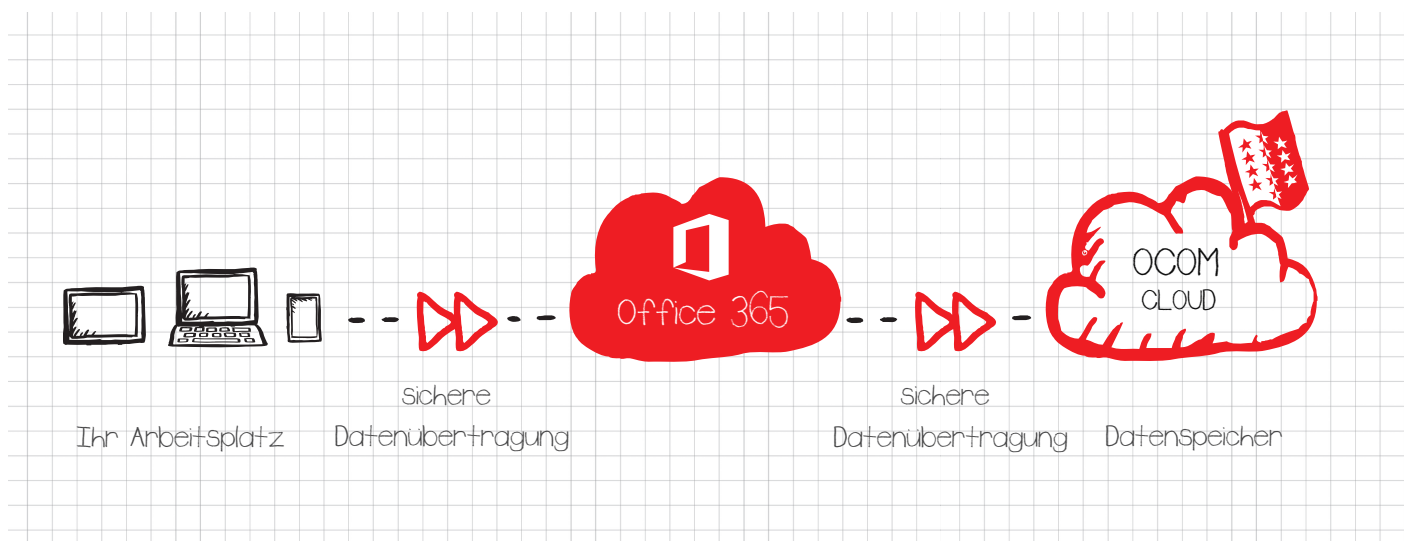 Office 365
OCOM
CLOUD
Ihr Arbeitsplatz
sichere
Datenübertragung
sichere
Datenübertragung
Datenspeicher